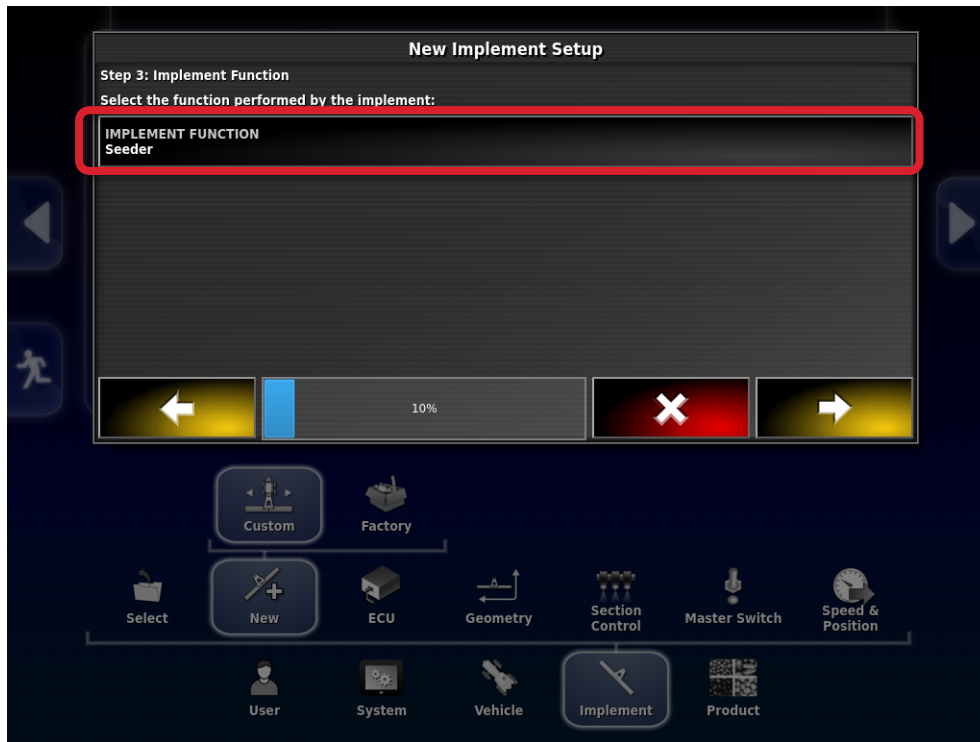 New Implement Setup
Step 3: Implement Function
Select the function performed by the implement:
IMPLEMENT FUNCTION
Seeder
10%
Custom
Factory
Select
New
ECU
Geometry
Section
Control
Master Switch
Speed &
Position
User
System
Vehicle
Implement
Product